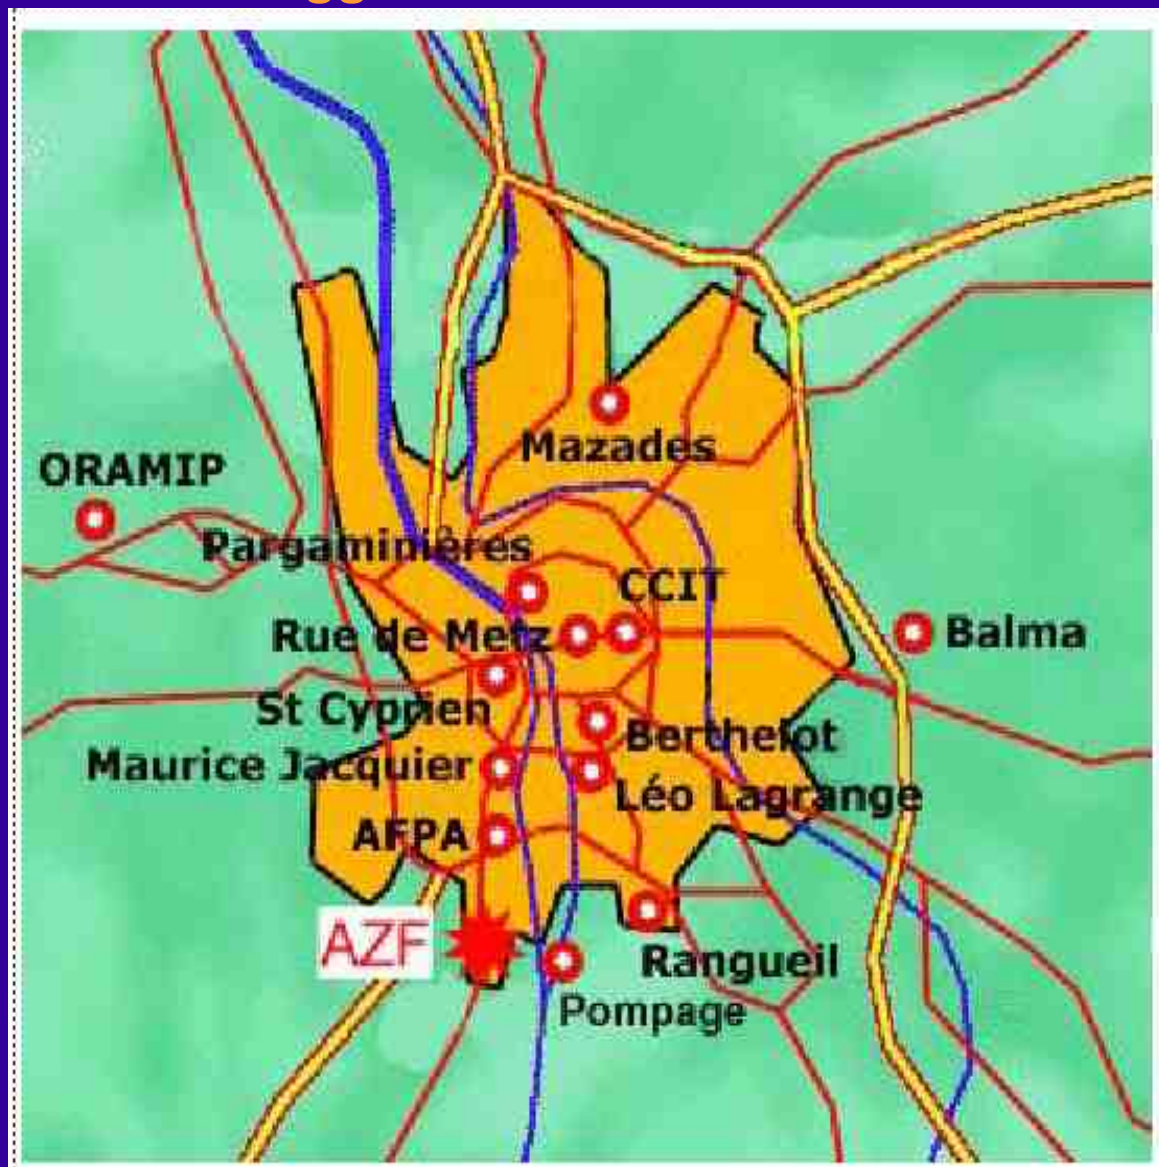 Mazades
ORAMIP
Pargaminières
CCIT
Rue de Metz
Balma
St Cyprien
Berthelot
Maurice Jacquier
Léo Lagrange
AFPA
AZF
Rangueil
Pompage